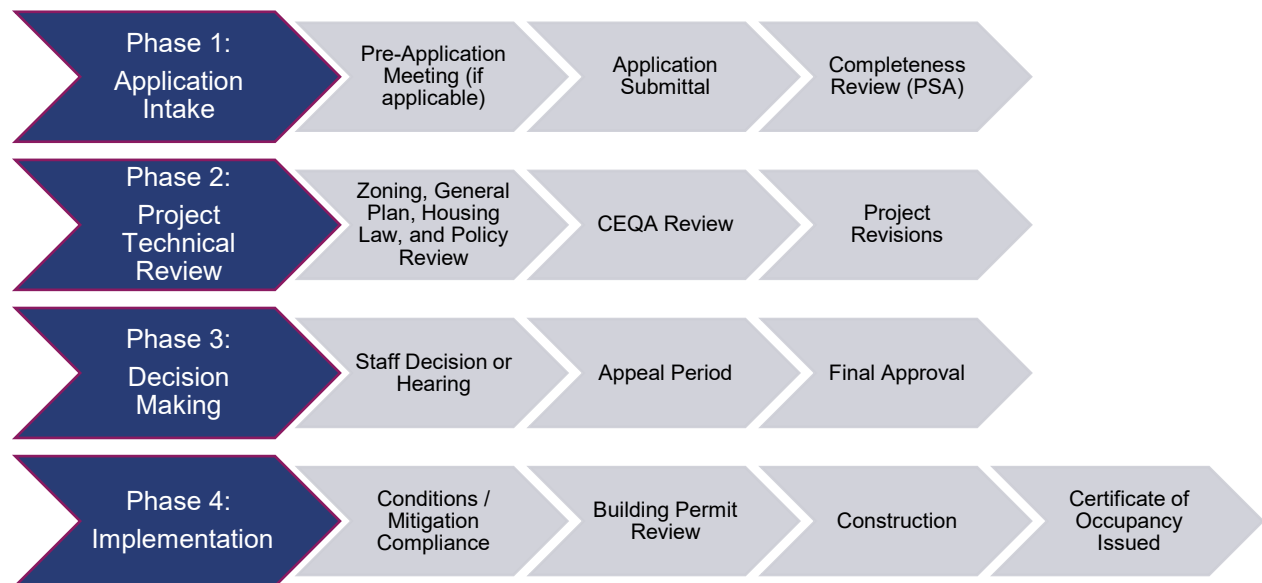 Phase 1:
Application
Intake
Pre-Application
Meeting (if
applicable)
Application
Submittal
Completeness
Review (PSA)
Phase 2:
Project
Technical
Review
Zoning, General
Plan, Housing
Law, and Policy
Review
CEQA Review
Project
Revisions
Phase 3:
Decision
Making
Staff Decision or
Hearing
Appeal Period
Final Approval
Phase 4:
Implementation
Conditions /
Mitigation
Compliance
Building Permit
Review
Construction
Certificate of
Occupancy
Issued